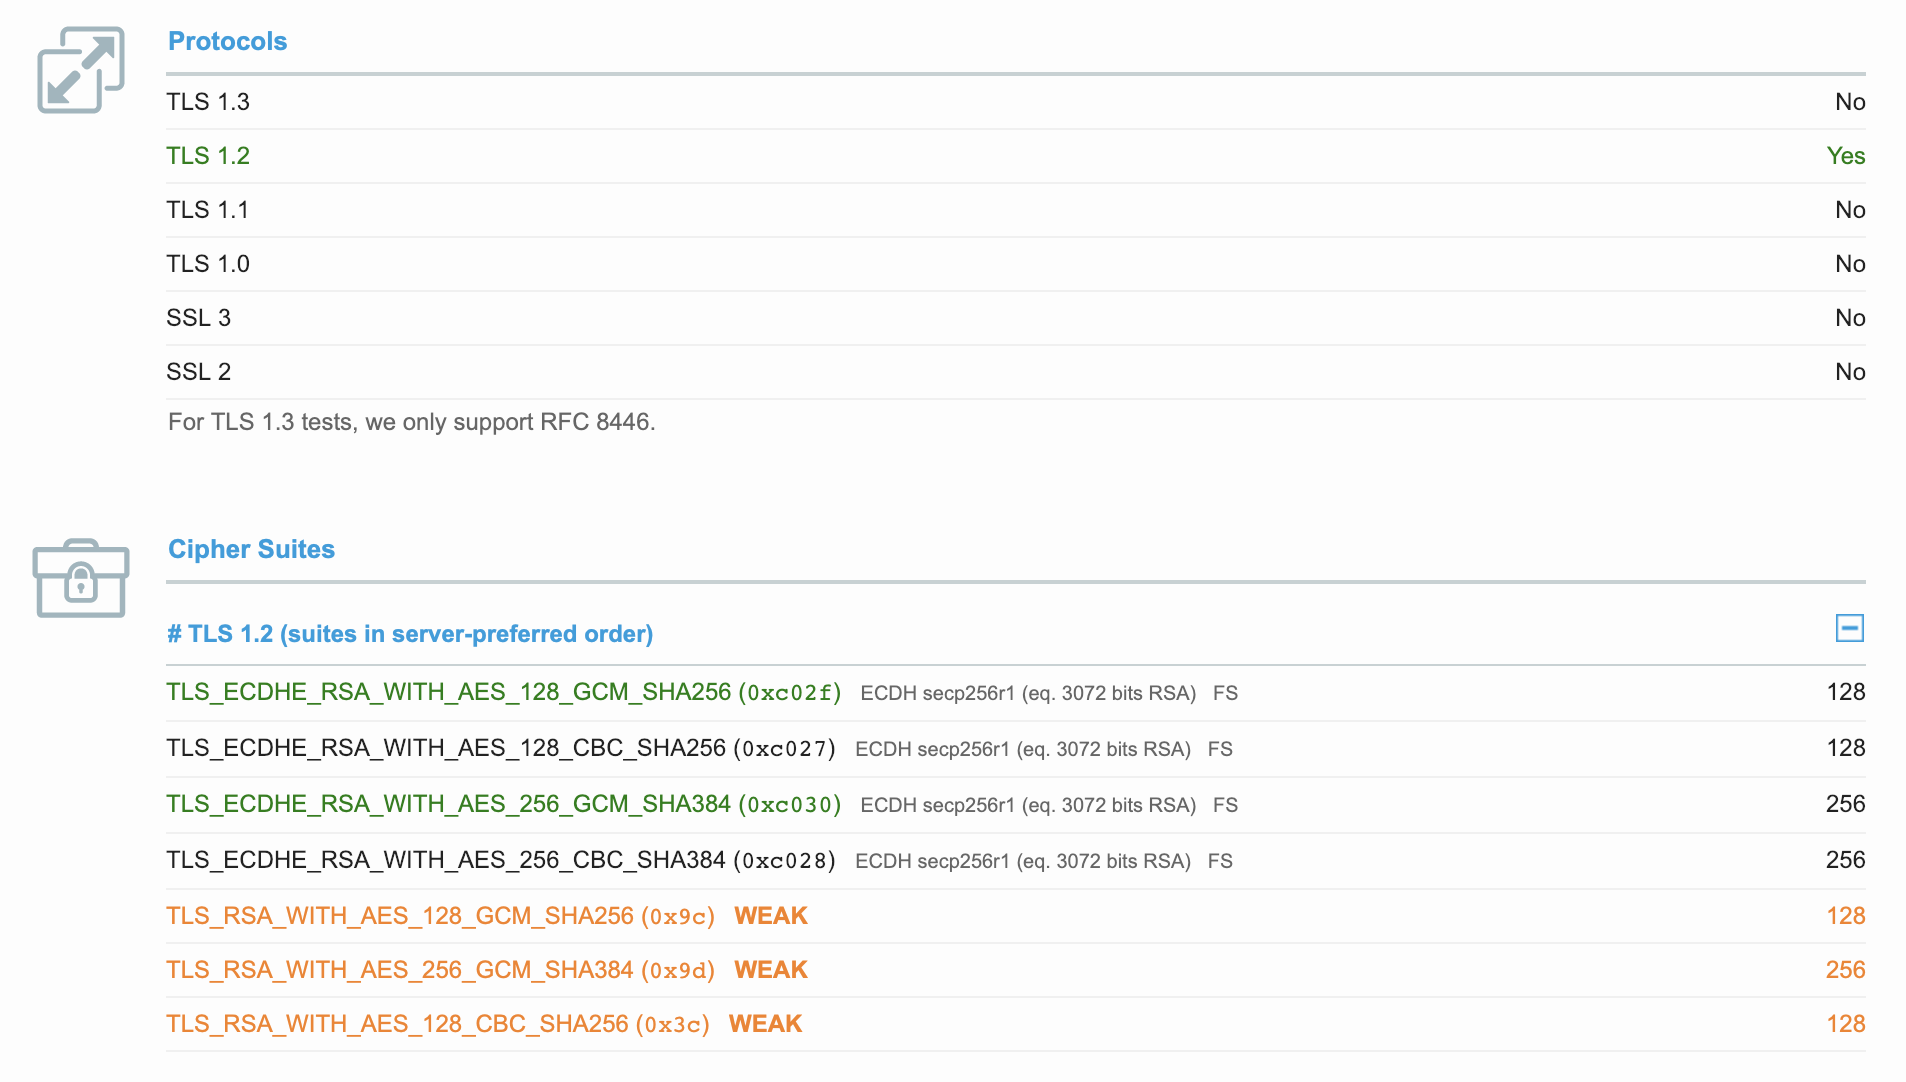 Protocols
TLS 1.3 No
TLS 1.2 Yes
TLS 1.1 No
TLS 1.0 No
SSL 3 No
SSL 2 No
For TLS 1.3 tests, we only support RFC 8446.
Cipher Suites
# TLS 1.2 (suites in server-preferred order)
TLS_ECDHE_RSA_WITH_AES_128_GCM_SHA256 (0xc02f) ECDH secp256r1 (eq. 3072 bits RSA) FS 128
TLS_ECDHE_RSA_WITH_AES_128_CBC_SHA256 (0xc027) ECDH secp256r1 (eq. 3072 bits RSA) FS 128
TLS_ECDHE_RSA_WITH_AES_256_GCM_SHA384 (0xc030) ECDH secp256r1 (eq. 3072 bits RSA) FS 256
TLS_ECDHE_RSA_WITH_AES_256_CBC_SHA384 (0xc028) ECDH secp256r1 (eq. 3072 bits RSA) FS 256
TLS_RSA_WITH_AES_128_GCM_SHA256 (0x9c) WEAK 128
TLS_RSA_WITH_AES_256_GCM_SHA384 (0x9d) WEAK 256
TLS_RSA_WITH_AES_128_CBC_SHA256 (0x3c) WEAK 128